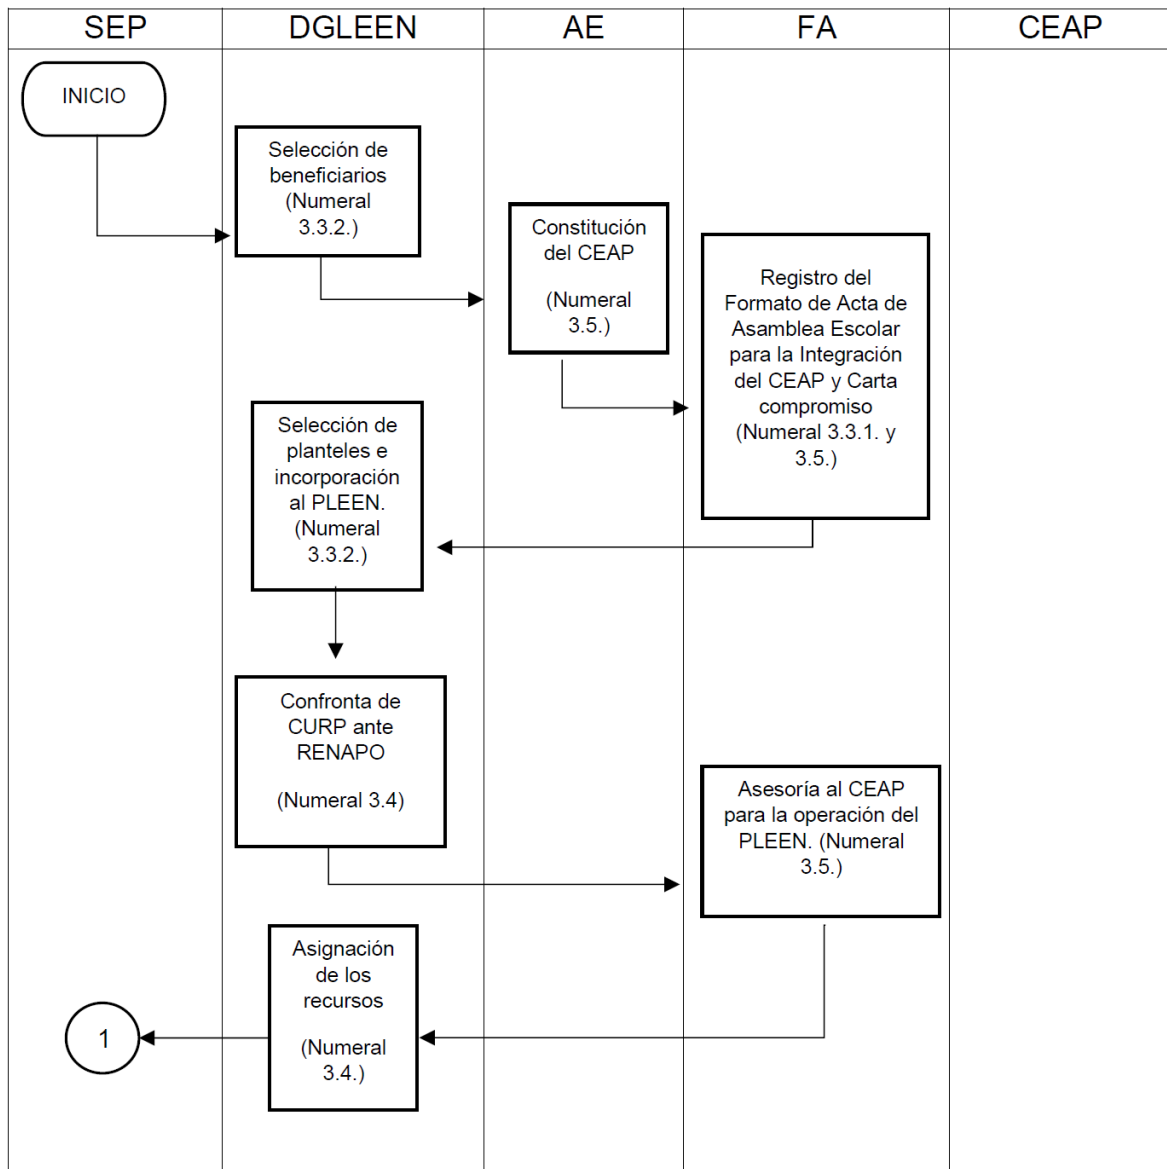 SEP
DGLEEN
AE
FA
CEAP
INICIO
Selección de
beneficiarios
(Numeral
3.3.2.)
Constitución
del CEAP
(Numeral
3.5.)
Registro del
Formato de Acta de
Asamblea Escolar
para la Integración
del CEAP y Carta
compromiso
(Numeral 3.3.1. y
3.5.)
Selección de
planteles e
incorporación
al PLEEN.
(Numeral
3.3.2.)
Confronta de
CURP ante
RENAPO
(Numeral 3.4)
Asesoría al CEAP
para la operación del
PLEEN. (Numeral
3.5.)
Asignación
de los
recursos
(Numeral
3.4.)
1